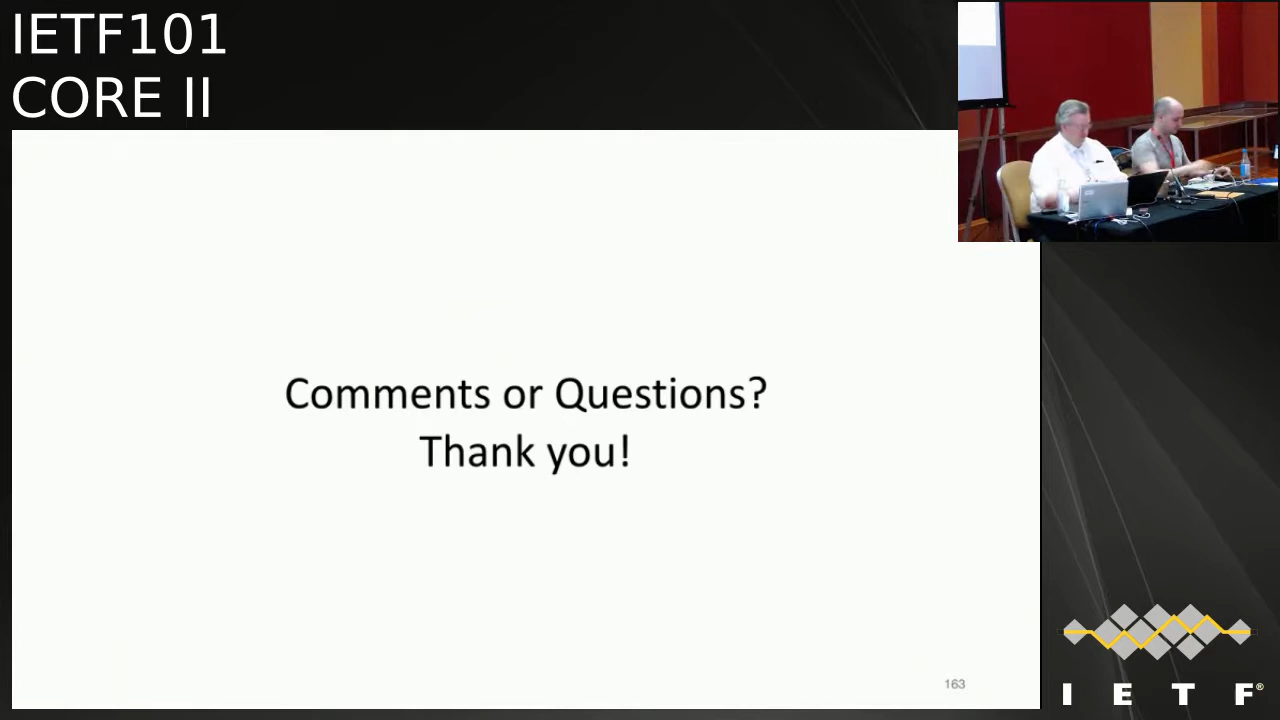 IETF101
CORE II
Comments or Questions?
Thank you!
163
I E T F®